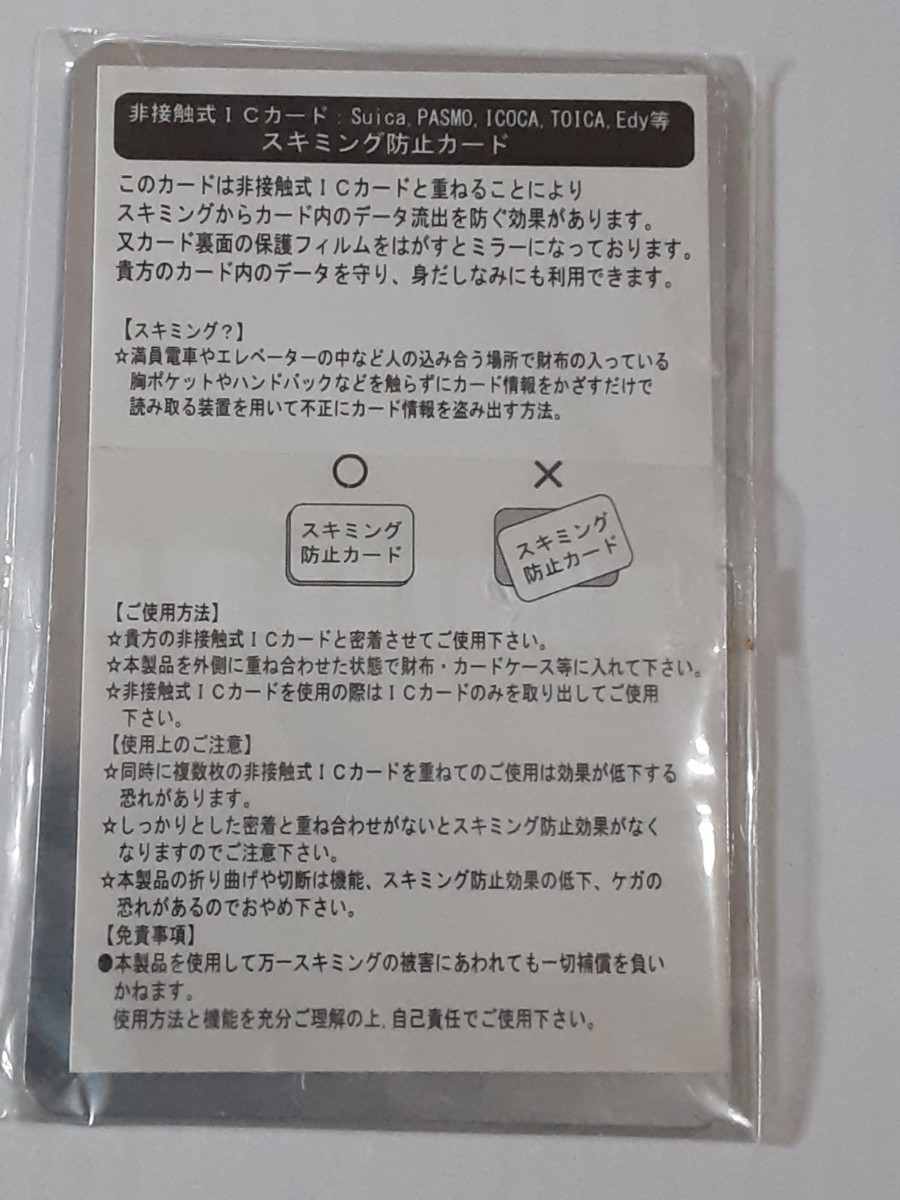 非接触式ICカード:Suica,PASMO,ICOCA,TOICA,Edy等
スキミング防止カード
このカードは非接触式ICカードと重ねることにより
スキミングからカード内のデータ流出を防ぐ効果があります。
又カード裏面の保護フィルムをはがすとミラーになっております。
貴方のカード内のデータを守り、身だしなみにも利用できます。
【スキミング?】
☆満員電車やエレベーターの中など人の込み合う場所で財布の入っている
胸ポケットやハンドバックなどを触らずにカード情報をかざすだけで
読み取る装置を用いて不正にカード情報を盗み出す方法。
○ ×
スキミング
防止カード
スキミング
防止カード
【ご使用方法】
☆貴方の非接触式ICカードと密着させてご使用下さい。
☆本製品を外側に重ね合わせた状態で財布・カードケース等に入れて下さい。
☆非接触式ICカードを使用の際はICカードのみを取り出してご使用
下さい。
【使用上のご注意】
☆同時に複数枚の非接触式ICカードを重ねてのご使用は効果が低下する
恐れがあります。
☆しっかりとした密着と重ね合わせがないとスキミング防止効果がなく
なりますのでご注意下さい。
☆本製品の折り曲げや切断は機能、スキミング防止効果の低下、ケガの
恐れがあるのでおやめ下さい。
【免責事項】
●本製品を使用して万一スキミングの被害にあわれても一切補償を負い
かねます。
使用方法と機能を充分ご理解の上,自己責任でご使用下さい。